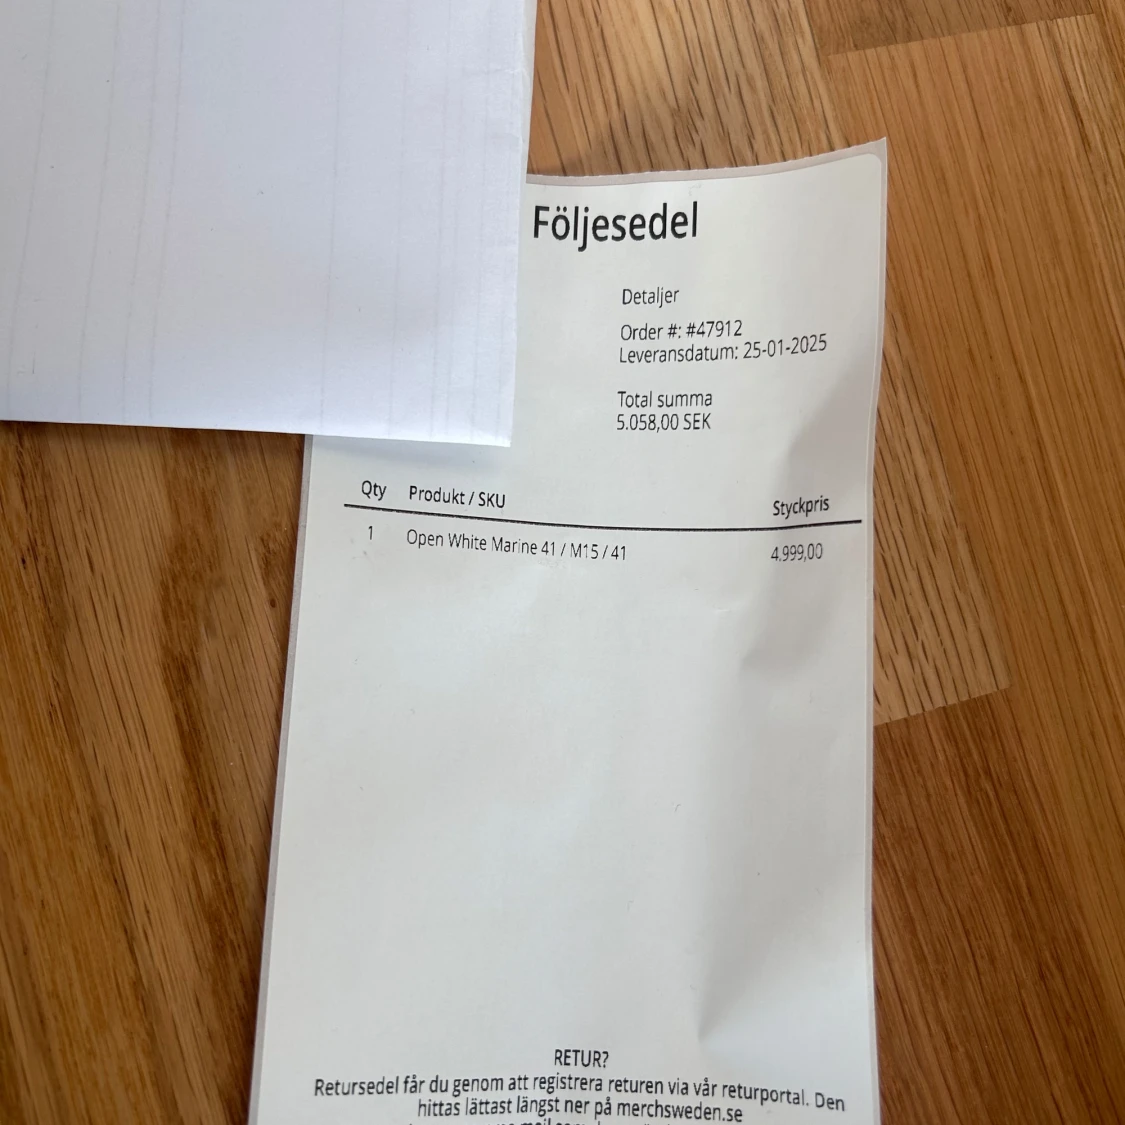 Följesedel
Detaljer
Order #: #47912
Leveransdatum: 25-01-2025
Total summa
5.058,00 SEK
Qty Produkt / SKU Styckpris
1 Open White Marine 41 / M15 / 41 4.999,00
RETUR?
Retursedel får du genom att registrera returen via vår returportal. Den
hittas lättast längst ner på merchsweden.se